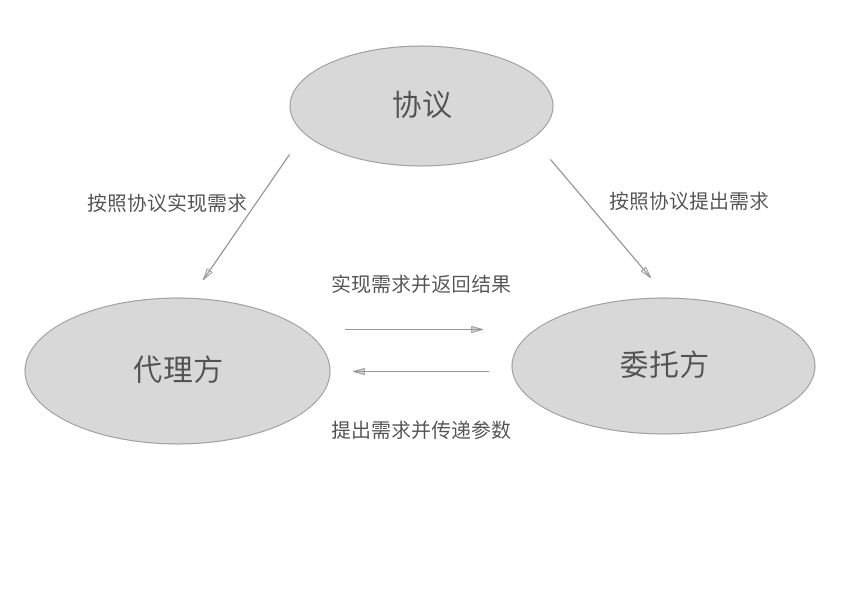 协议
按照协议实现需求
按照协议提出需求
实现需求并返回结果
代理方
委托方
提出需求并传递参数